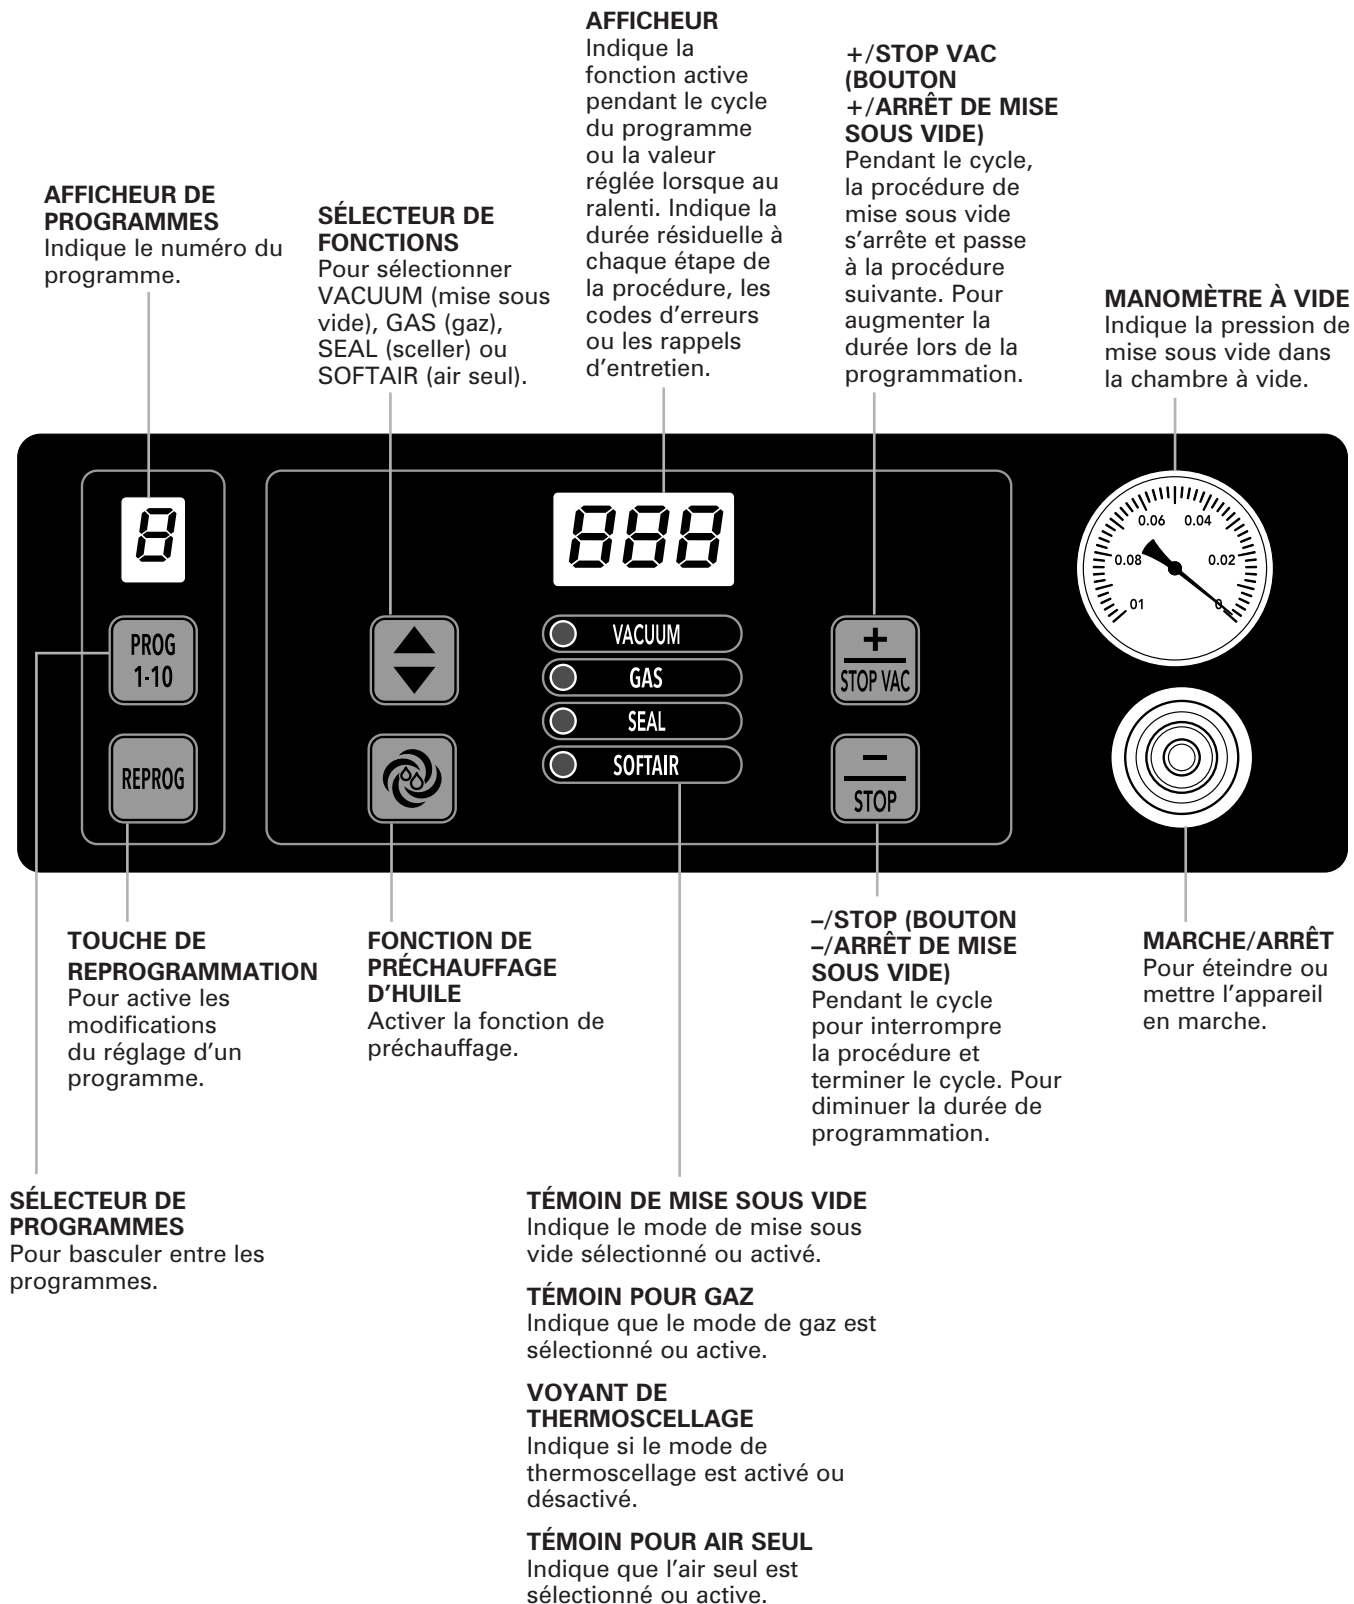 AFFICHEUR DE
PROGRAMMES
Indique le numéro du
programme.
SÉLECTEUR DE
FONCTIONS
Pour sélectionner
VACUUM (mise sous
vide), GAS (gaz),
SEAL (sceller) ou
SOFTAIR (air seul).
AFFICHEUR
Indique la
fonction active
pendant le cycle
du programme
ou la valeur
réglée lorsque au
ralenti. Indique la
durée résiduelle à
chaque étape de
la procédure, les
codes d’erreurs
ou les rappels
d’entretien.
+/STOP VAC
(BOUTON
+/ARRÊT DE MISE
SOUS VIDE)
Pendant le cycle,
la procédure de
mise sous vide
s’arrête et passe
à la procédure
suivante. Pour
augmenter la
durée lors de la
programmation.
MANOMÈTRE À VIDE
Indique la pression de
mise sous vide dans
la chambre à vide.
8
888
PROG
1-10
REPROG
VACUUM
GAS
SEAL
SOFTAIR
+
STOP VAC
–
STOP
0.06 0.04
0.08 0.02
01 0
TOUCHE DE
REPROGRAMMATION
Pour active les
modifications
du réglage d’un
programme.
FONCTION DE
PRÉCHAUFFAGE
D’HUILE
Activer la fonction de
préchauffage.
–/STOP (BOUTON
–/ARRÊT DE MISE
SOUS VIDE)
Pendant le cycle
pour interrompre
la procédure et
terminer le cycle. Pour
diminuer la durée de
programmation.
MARCHE/ARRÊT
Pour éteindre ou
mettre l’appareil
en marche.
SÉLECTEUR DE
PROGRAMMES
Pour basculer entre les
programmes.
TÉMOIN DE MISE SOUS VIDE
Indique le mode de mise sous
vide sélectionné ou activé.
TÉMOIN POUR GAZ
Indique que le mode de gaz est
sélectionné ou active.
VOYANT DE
THERMOSCELLAGE
Indique si le mode de
thermoscellage est activé ou
désactivé.
TÉMOIN POUR AIR SEUL
Indique que l’air seul est
sélectionné ou active.